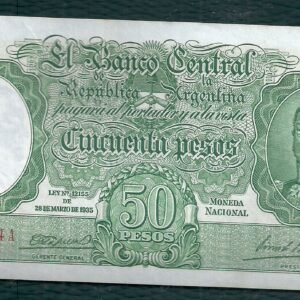 El Banco Central
de la
República Argentina
pagará al portador y a la vista
Cincuenta pesos
LEY Nº 12155
DE
28 DE MARZO DE 1935
50
PESOS
MONEDA
NACIONAL
A
GERENTE GENERAL